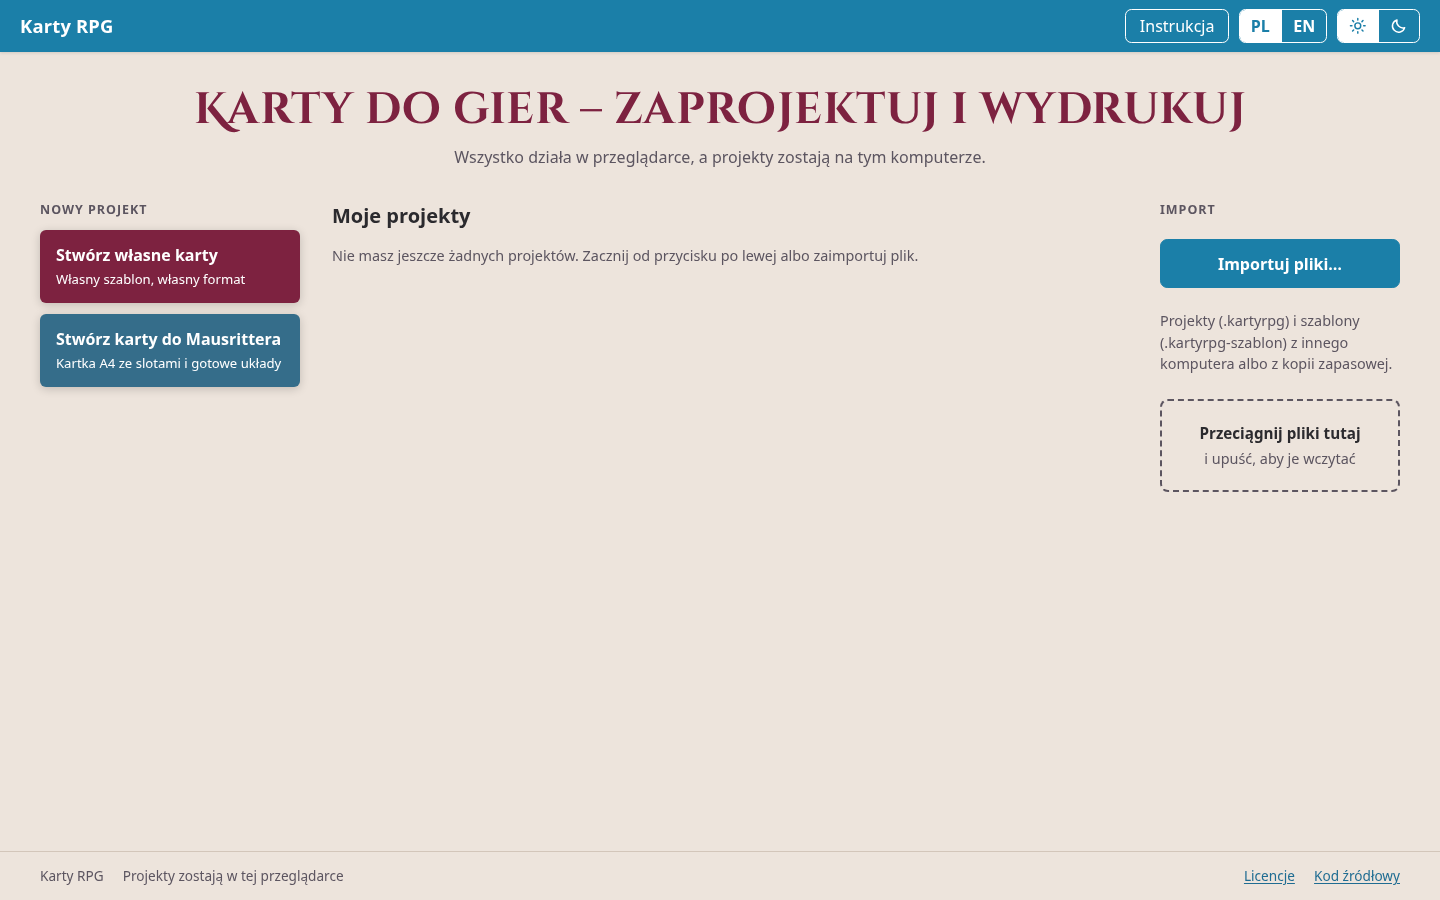 Karty RPG
Instrukcja
PL
EN
Karty do gier – zaprojektuj i wydrukuj
Wszystko działa w przeglądarce, a projekty zostają na tym komputerze.
NOWY PROJEKT
Stwórz własne karty
Własny szablon, własny format
Stwórz karty do Mausrittera
Kartka A4 ze slotami i gotowe układy
Moje projekty
Nie masz jeszcze żadnych projektów. Zacznij od przycisku po lewej albo zaimportuj plik.
IMPORT
Importuj pliki…
Projekty (.kartyrpg) i szablony
(.kartyrpg-szablon) z innego
komputera albo z kopii zapasowej.
Przeciągnij pliki tutaj
i upuść, aby je wczytać
Karty RPG
Projekty zostają w tej przeglądarce
Licencje
Kod źródłowy